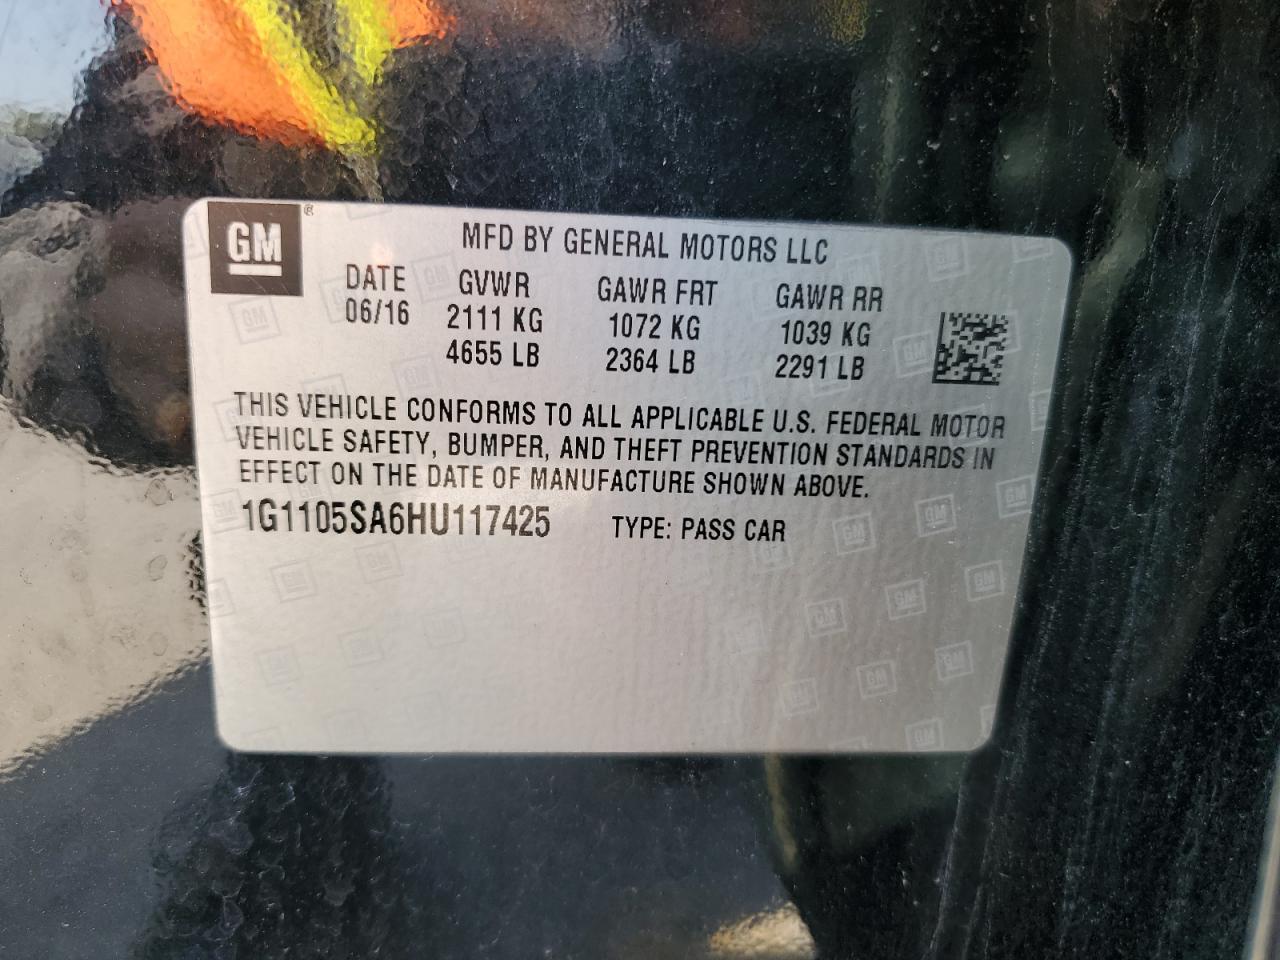 GM®
MFD BY GENERAL MOTORS LLC
DATE GVWR GAWR FRT GAWR RR
06/16 2111 KG 1072 KG 1039 KG
4655 LB 2364 LB 2291 LB
THIS VEHICLE CONFORMS TO ALL APPLICABLE U.S. FEDERAL MOTOR
VEHICLE SAFETY, BUMPER, AND THEFT PREVENTION STANDARDS IN
EFFECT ON THE DATE OF MANUFACTURE SHOWN ABOVE.
1G1105SA6HU117425 TYPE: PASS CAR